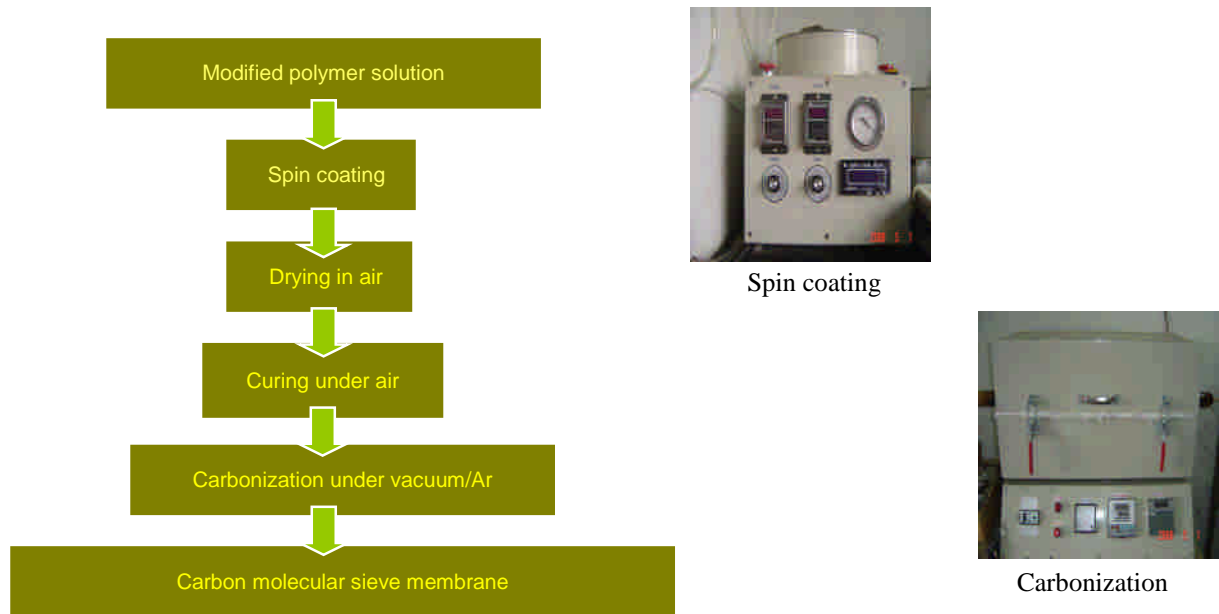 Modified polymer solution
Spin coating
Drying in air
Curing under air
Carbonization under vacuum/Ar
Carbon molecular sieve membrane
Spin coating
Carbonization